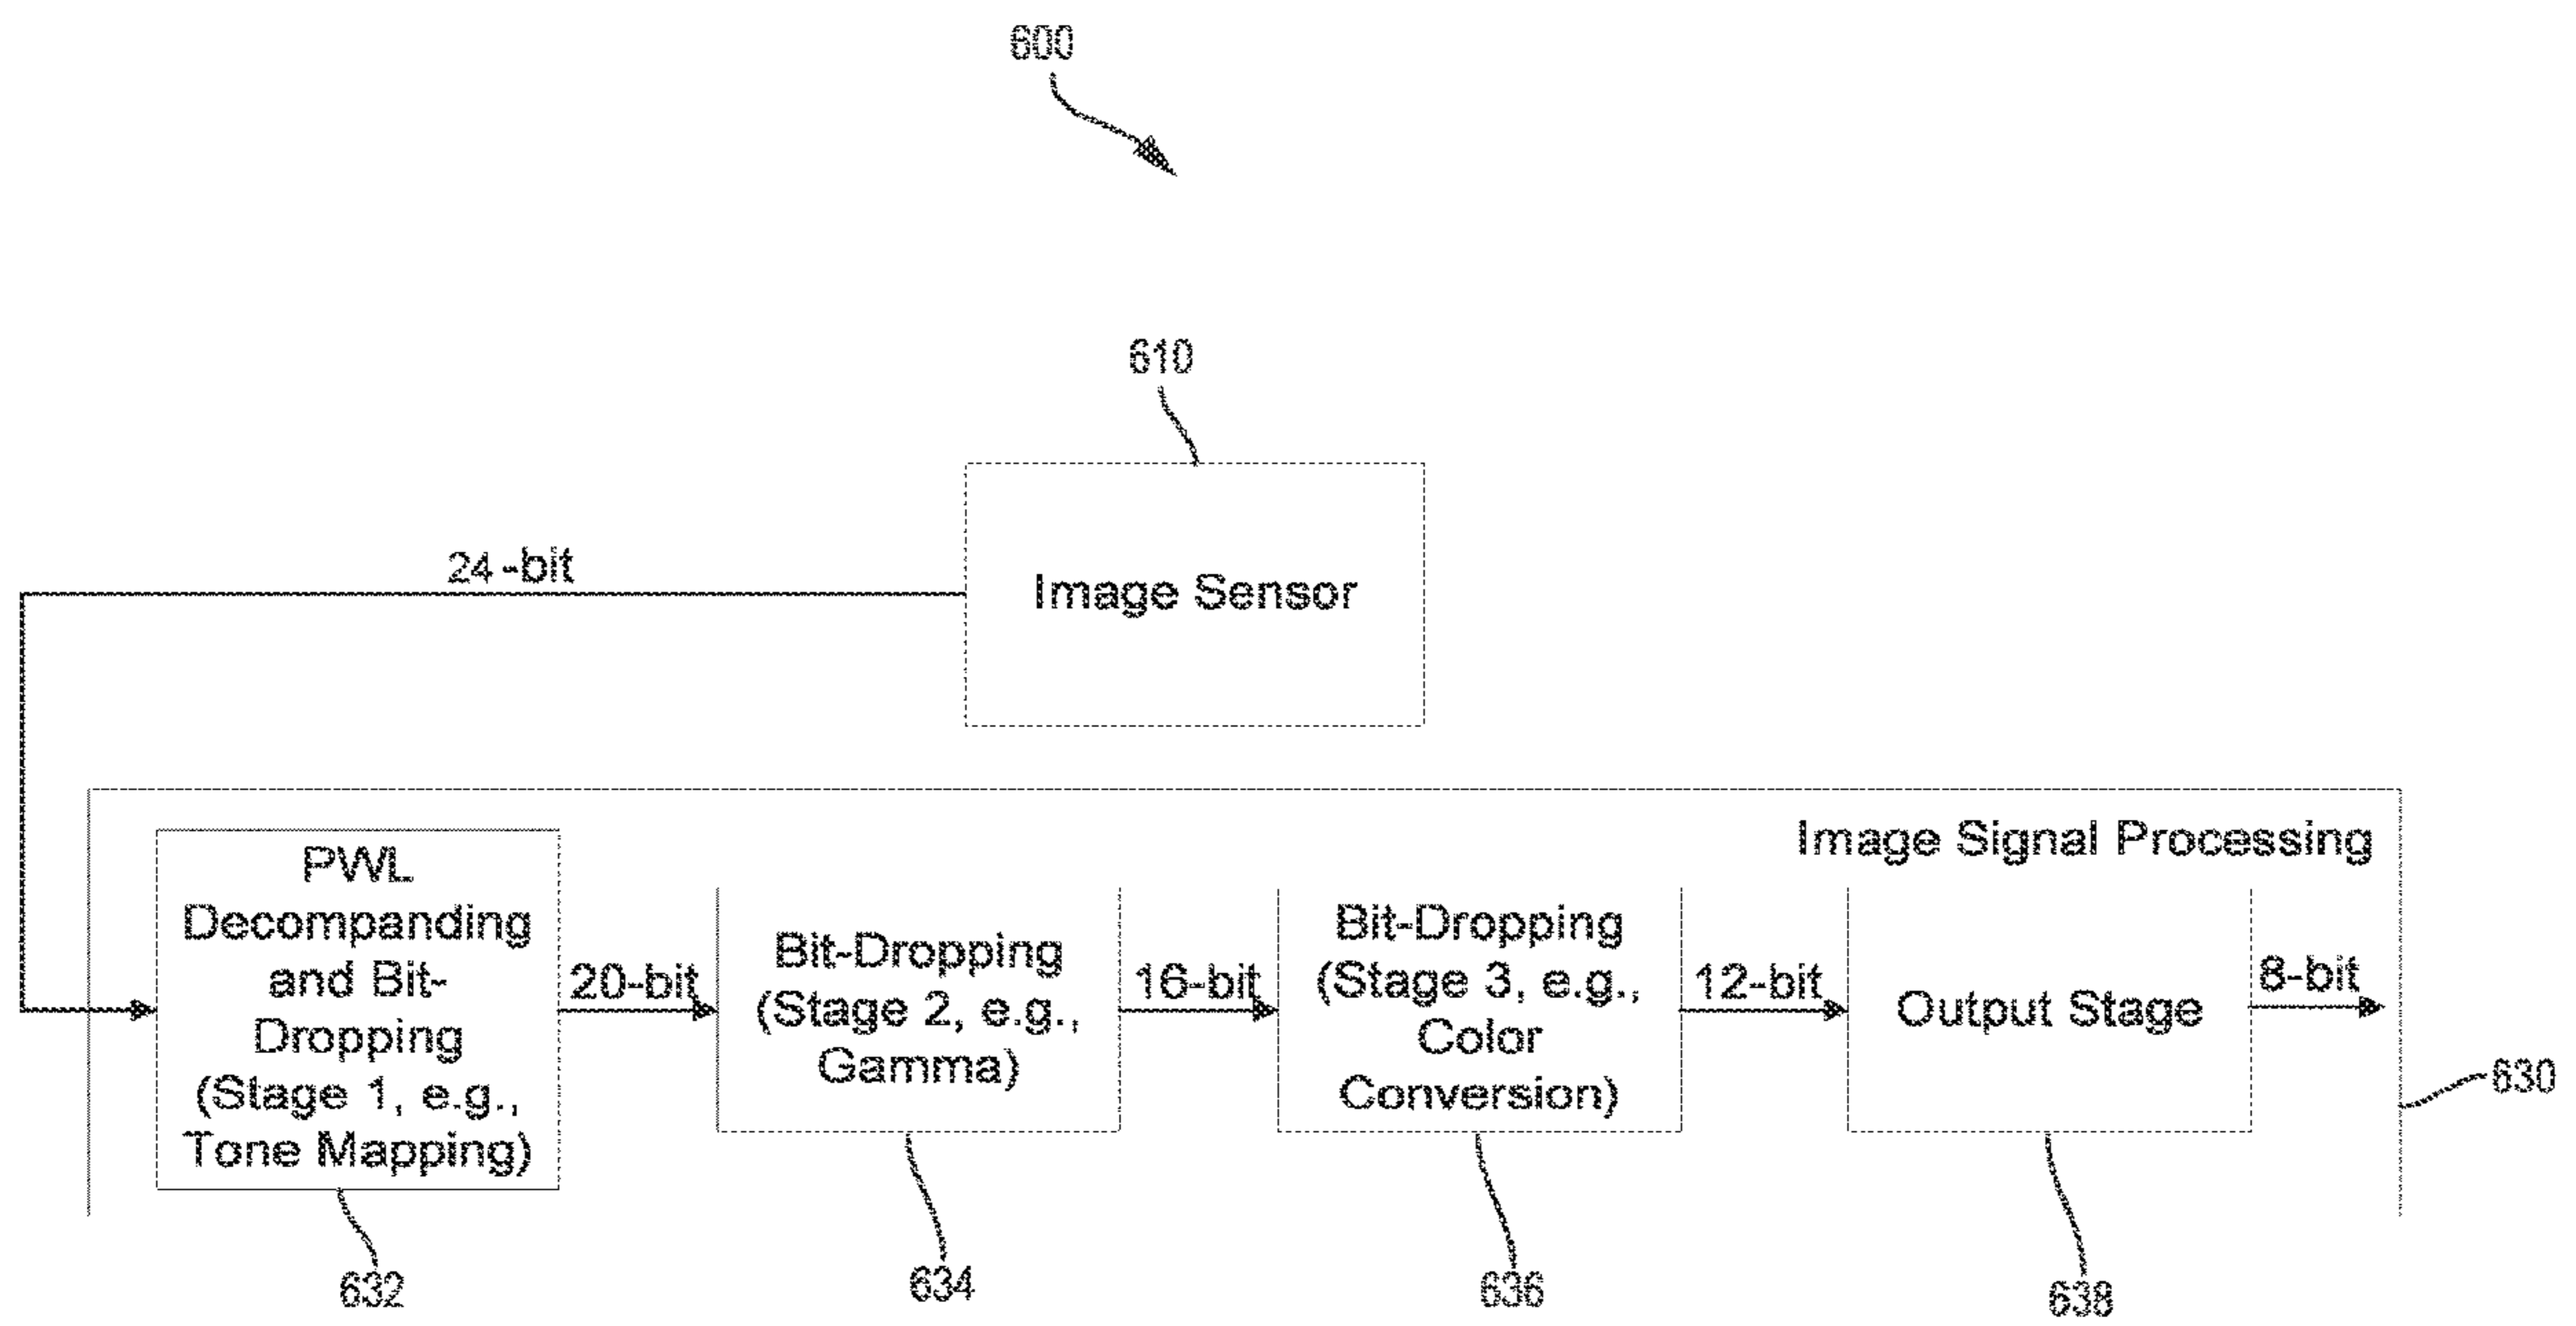 600
610
Image Sensor
24-bit
Image Signal Processing
PWL
Decompanding
and Bit-
Dropping
(Stage 1, e.g.,
Tone Mapping)
20-bit
Bit-Dropping
(Stage 2, e.g.,
Gamma)
16-bit
Bit-Dropping
(Stage 3, e.g.,
Color
Conversion)
12-bit
Output Stage
8-bit
630
632
634
636
638